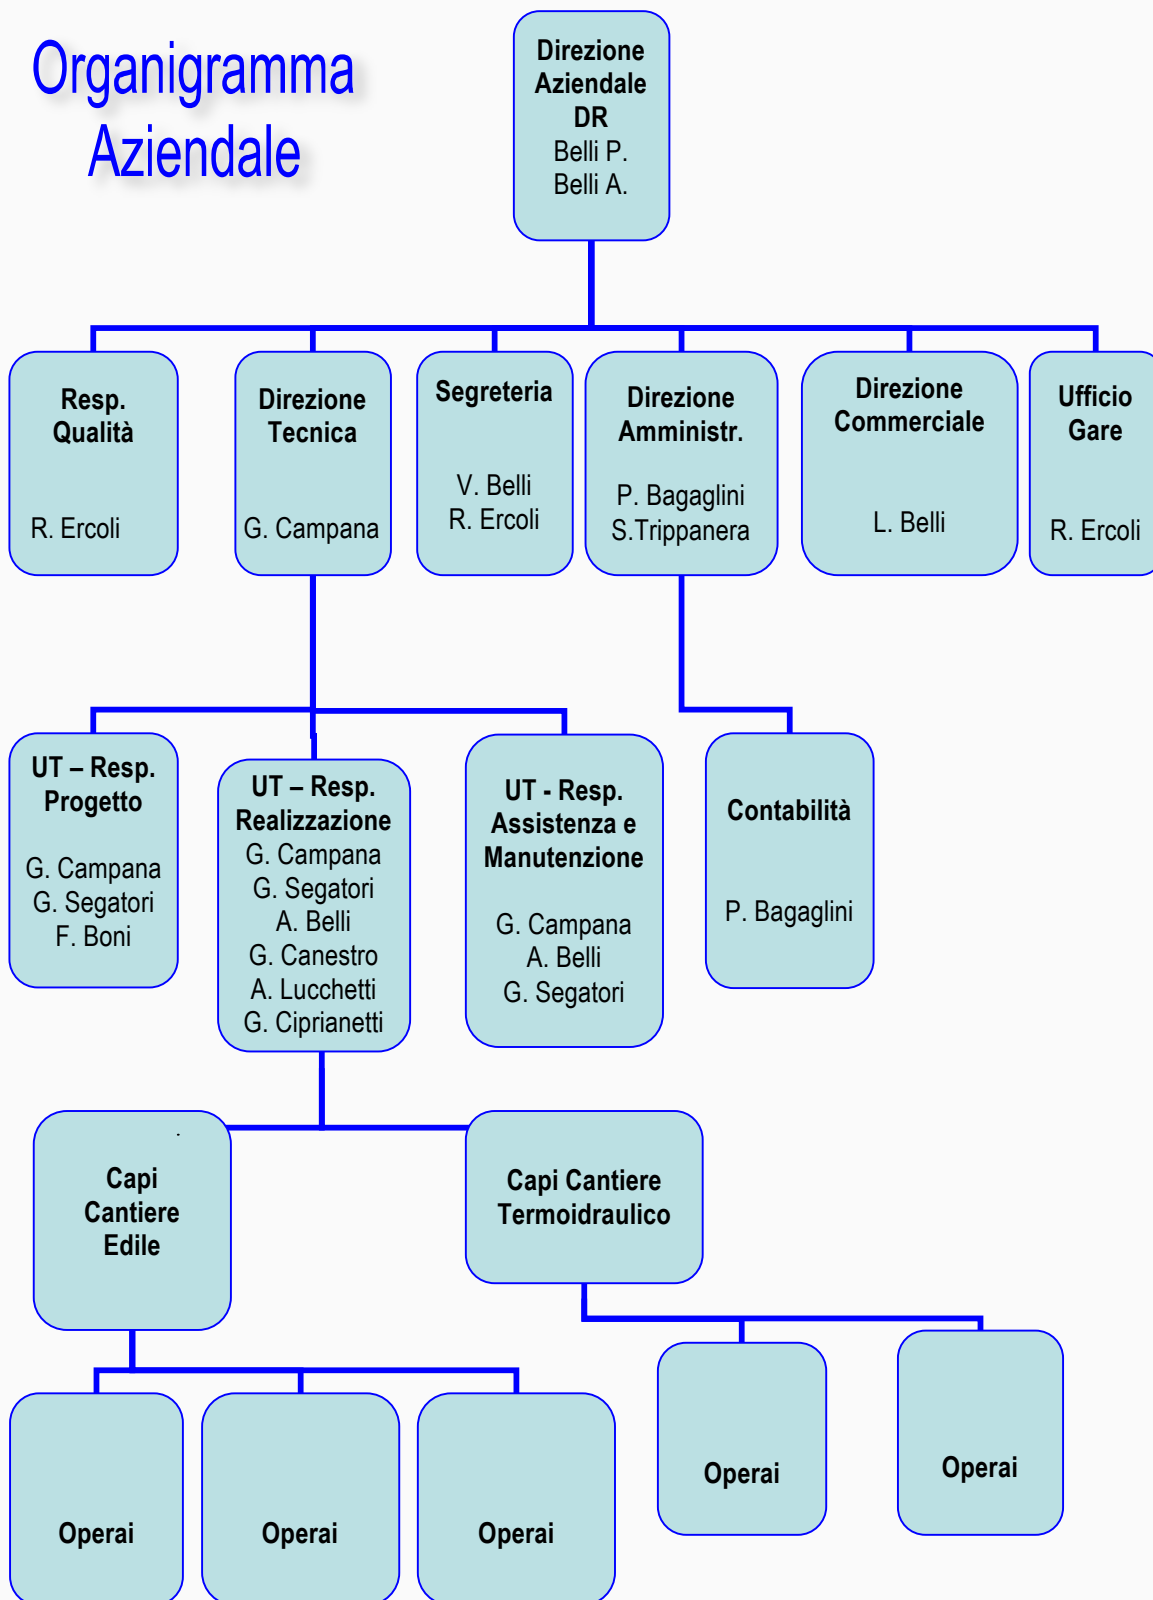 Organigramma
Aziendale
Direzione
Aziendale
DR
Belli P.
Belli A.
Resp.
Qualità
R. Ercoli
Direzione
Tecnica
G. Campana
Segreteria
V. Belli
R. Ercoli
Direzione
Amministr.
P. Bagaglini
S.Trippanera
Direzione
Commerciale
L. Belli
Ufficio
Gare
R. Ercoli
UT – Resp.
Progetto
G. Campana
G. Segatori
F. Boni
UT – Resp.
Realizzazione
G. Campana
G. Segatori
A. Belli
G. Canestro
A. Lucchetti
G. Ciprianetti
UT - Resp.
Assistenza e
Manutenzione
G. Campana
A. Belli
G. Segatori
Contabilità
P. Bagaglini
.
Capi
Cantiere
Edile
Capi Cantiere
Termoidraulico
Operai
Operai
Operai
Operai
Operai